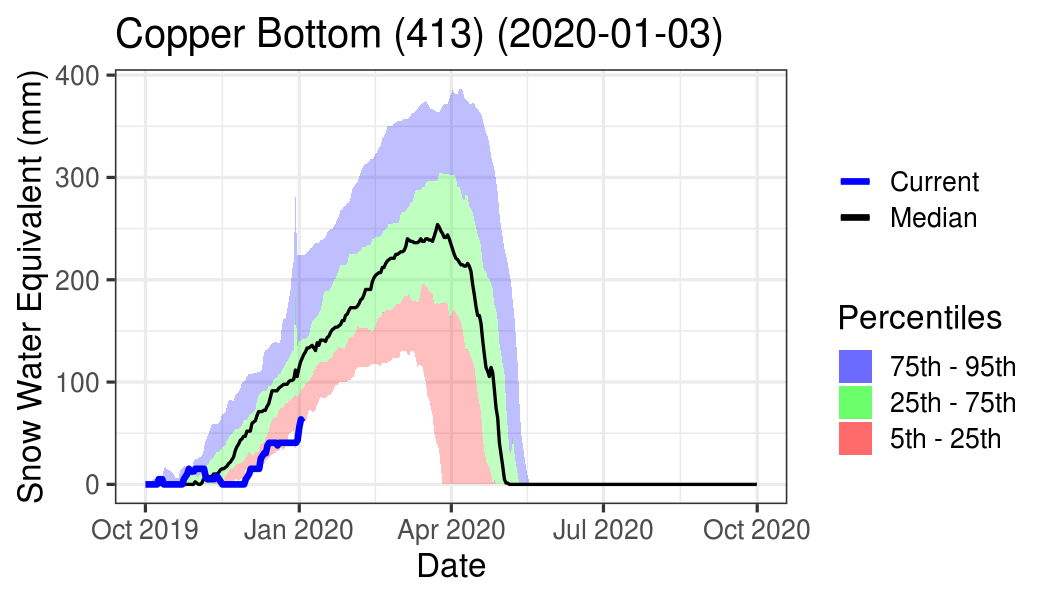 Copper Bottom (413) (2020-01-03)
Snow Water Equivalent (mm)
400
300
200
100
0
Oct 2019
Jan 2020
Apr 2020
Jul 2020
Oct 2020
Date
Current
Median
Percentiles
75th - 95th
25th - 75th
5th - 25th